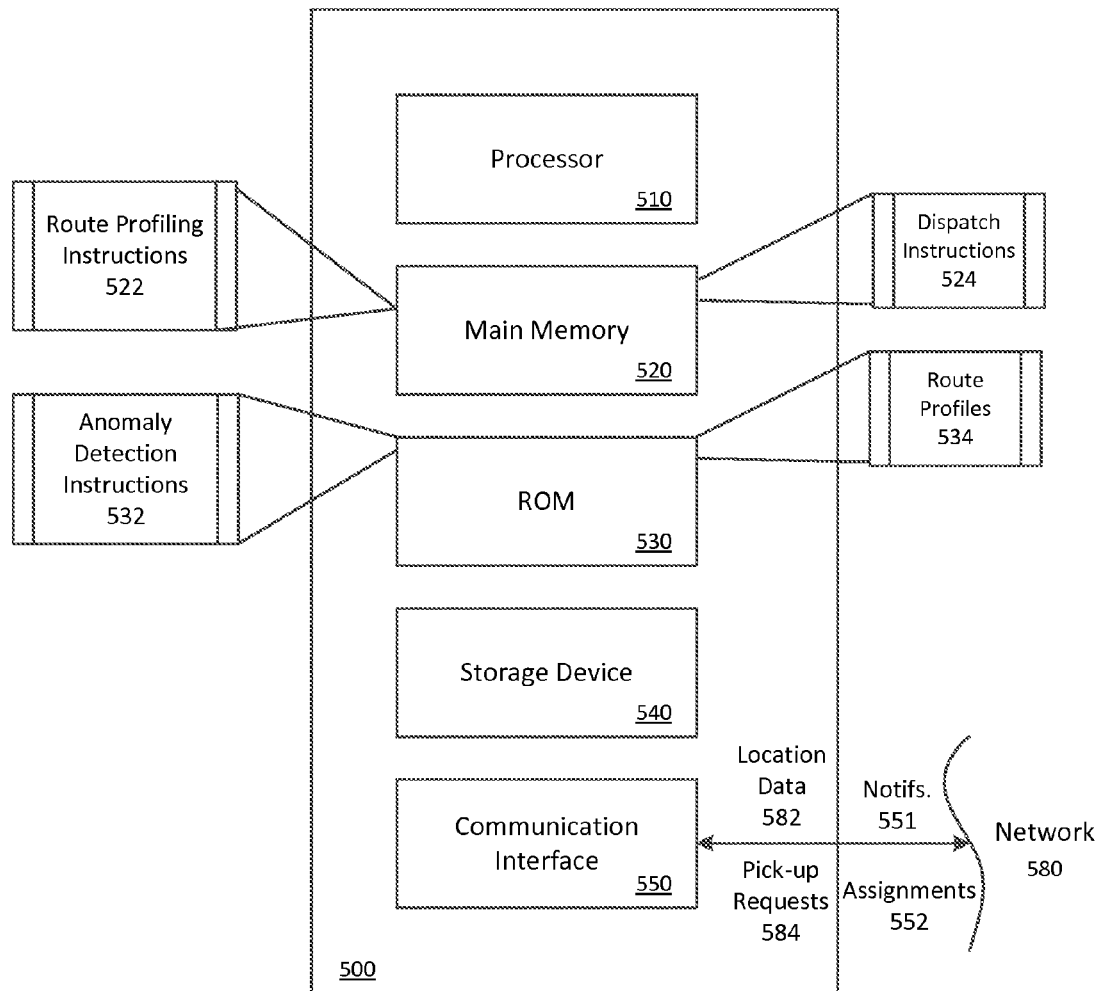 Processor
510
Route Profiling
Instructions
522
Dispatch
Instructions
524
Main Memory
520
Anomaly
Detection
Instructions
532
Route
Profiles
534
ROM
530
Storage Device
540
Location
Data
582
Notifs.
551
Communication
Interface
550
Network
580
Pick-up
Requests
584
Assignments
552
500